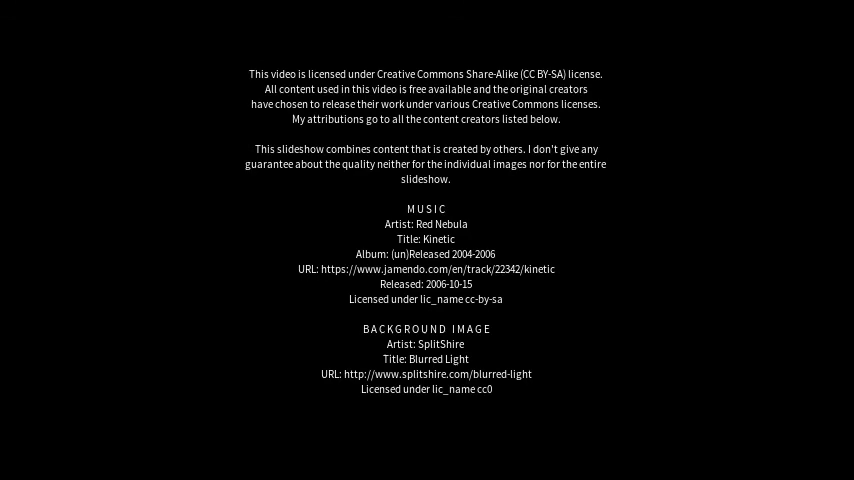 This video is licensed under Creative Commons Share-Alike (CC BY-SA) license.
All content used in this video is free available and the original creators
have chosen to release their work under various Creative Commons licenses.
My attributions go to all the content creators listed below.
This slideshow combines content that is created by others. I don't give any
guarantee about the quality neither for the individual images nor for the entire
slideshow.
MUSIC
Artist: Red Nebula
Title: Kinetic
Album: (un)Released 2004-2006
URL: https://www.jamendo.com/en/track/22342/kinetic
Released: 2006-10-15
Licensed under lic_name cc-by-sa
BACKGROUND IMAGE
Artist: SplitShire
Title: Blurred Light
URL: http://www.splitshire.com/blurred-light
Licensed under lic_name cc0